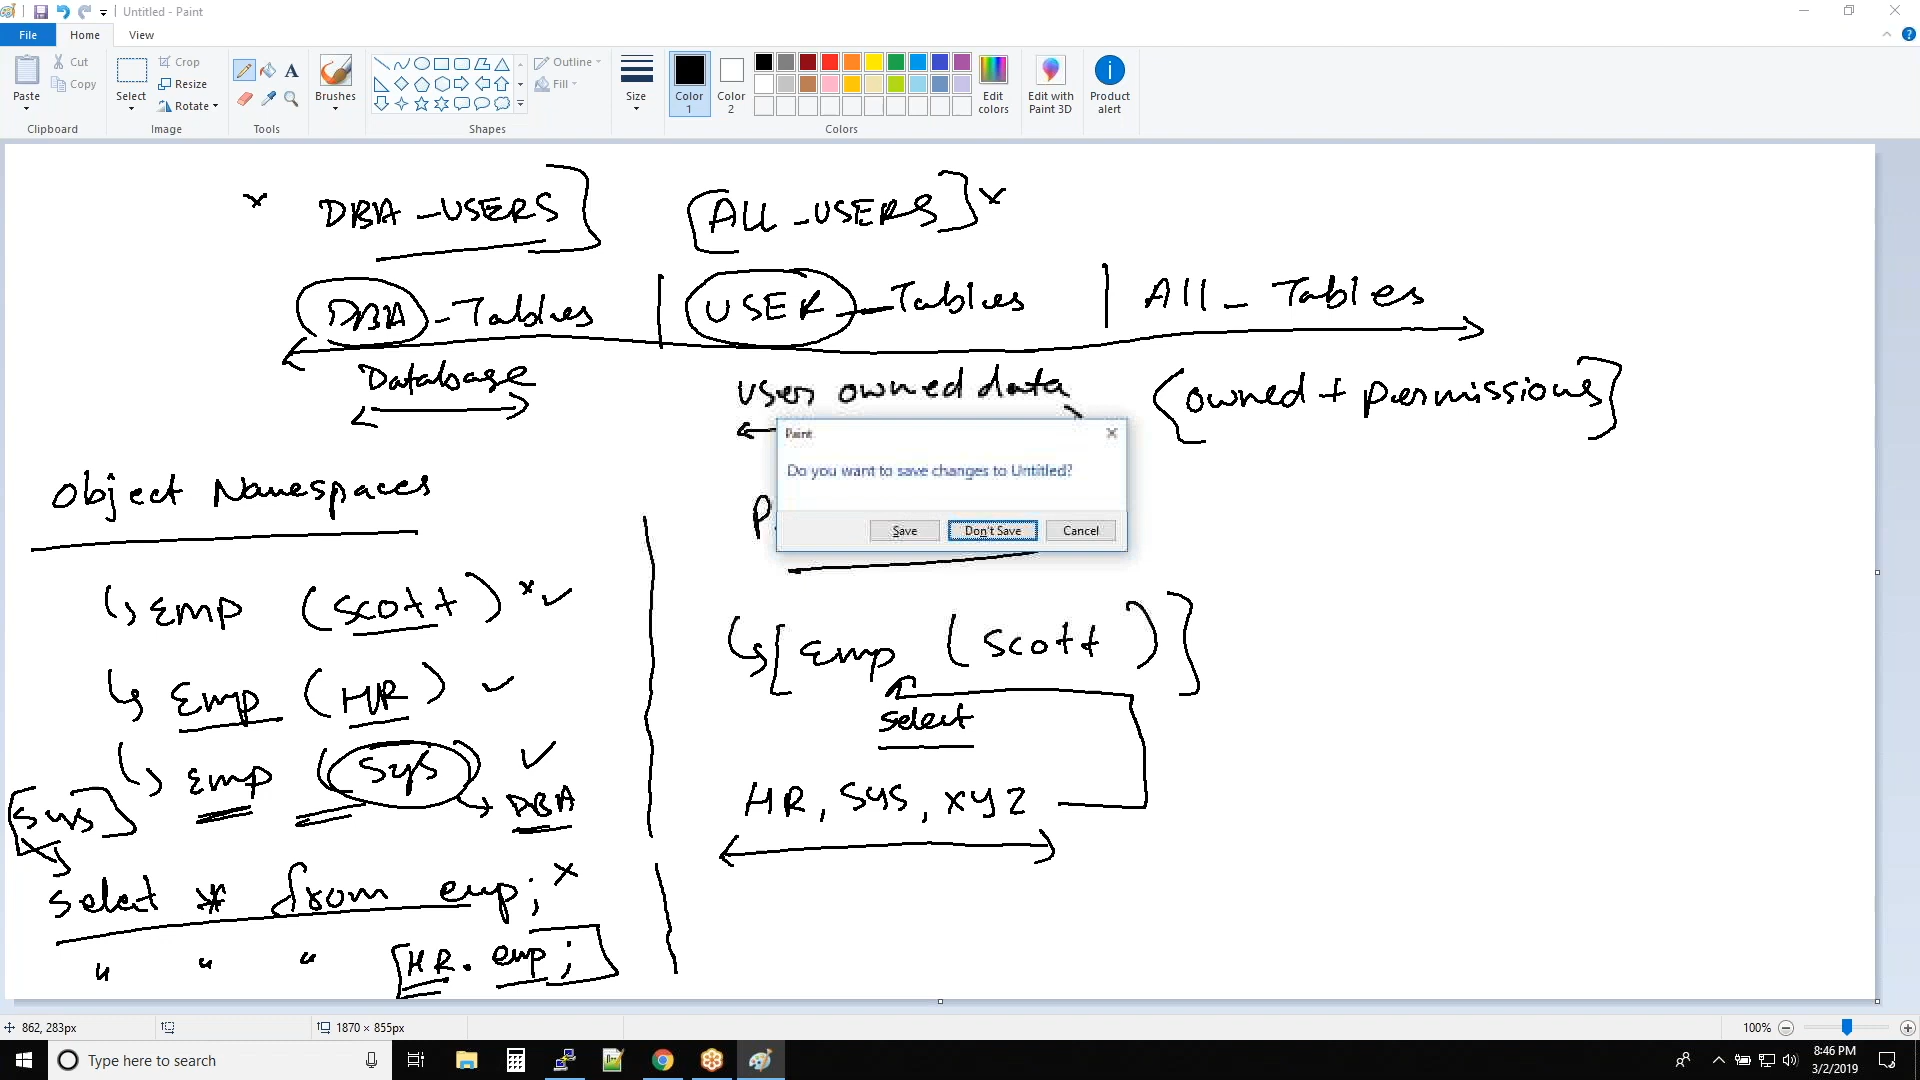 Untitled - Paint
File Home View
Paste Cut Copy Clipboard
Select Crop Resize Rotate Image
Tools
Brushes
Shapes Outline Fill
Size
Color 1 Color 2 Edit colors Colors
Edit with Paint 3D Product alert
x DBA -USERS] [ALL -USERS] x
DBA -Tables | USER -Tables | All - Tables
Database
user owned data
(owned + permissions]
Paint
Do you want to save changes to Untitled?
Save Don't Save Cancel
Object Namespaces
emp (scott) x ✓
Emp (HR) ✓
emp (Sys) ✓
DBA
[Sys]
select * from emp; x
" " " [HR. emp;]
P
[emp (scott)]
select
HR, SYS, XYZ
862, 283px 1870 × 855px 100%
Type here to search
8:46 PM
3/2/2019